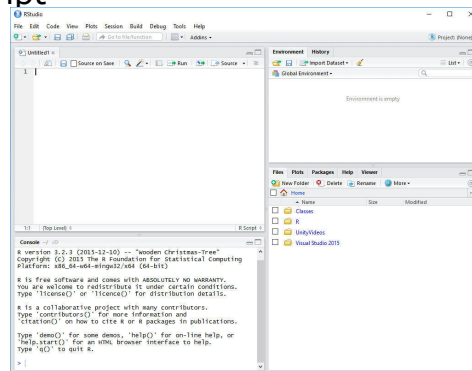 ipt
RStudio
File Edit Code View Plots Session Build Debug Tools Help
Go to file/function Addins Project: (None)
Untitled1
Source on Save Run Source
1
1:1 (Top Level) R Script
Console ~/
R version 3.2.3 (2015-12-10) -- "Wooden Christmas-Tree"
Copyright (C) 2015 The R Foundation for Statistical Computing
Platform: x86_64-w64-mingw32/x64 (64-bit)
R is free software and comes with ABSOLUTELY NO WARRANTY.
You are welcome to redistribute it under certain conditions.
Type 'license()' or 'licence()' for distribution details.
R is a collaborative project with many contributors.
Type 'contributors()' for more information and
'citation()' on how to cite R or R packages in publications.
Type 'demo()' for some demos, 'help()' for on-line help, or
'help.start()' for an HTML browser interface to help.
Type 'q()' to quit R.
>
Environment History
Import Dataset List
Global Environment
Environment is empty
Files Plots Packages Help Viewer
New Folder Delete Rename More
Home
Name Size Modified
Classes
R
UnityVideos
Visual Studio 2015